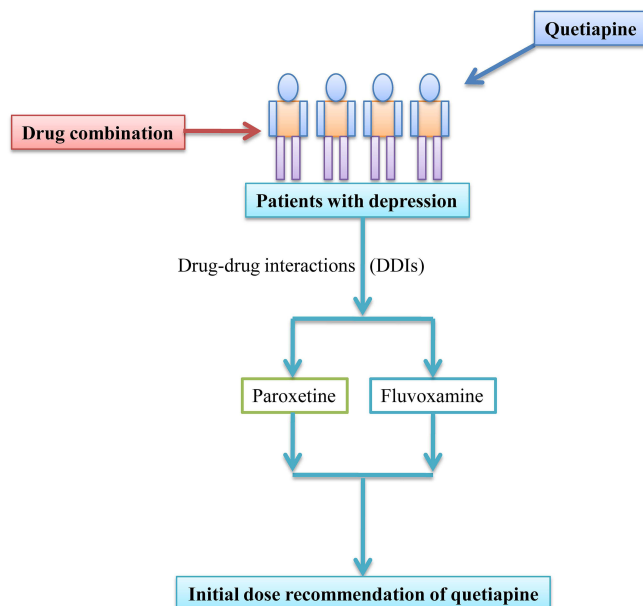 Quetiapine
Drug combination
Patients with depression
Drug-drug interactions (DDIs)
Paroxetine
Fluvoxamine
Initial dose recommendation of quetiapine